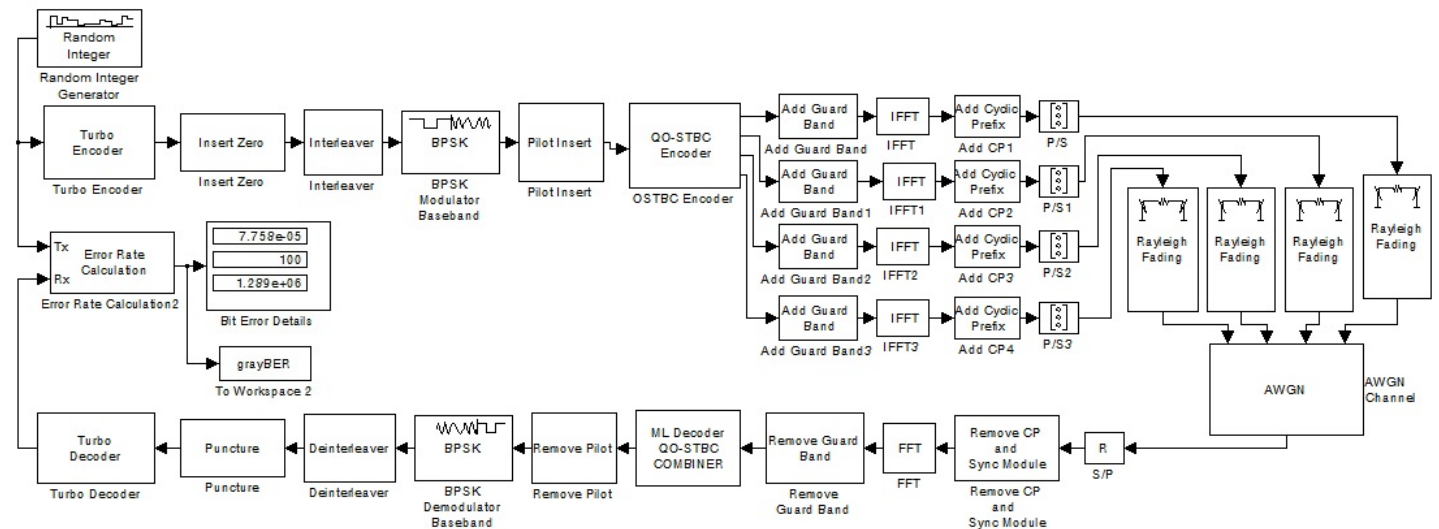 Random
Integer
Random Integer
Generator
Turbo
Encoder
Turbo Encoder
Insert Zero
Insert Zero
Interleaver
Interleaver
BPSK
BPSK
Modulator
Baseband
Pilot Insert
Pilot Insert
QO-STBC
Encoder
OSTBC Encoder
Add Guard
Band
Add Guard Band
IFFT
IFFT
Add Cyclic
Prefix
Add CP1
P/S
Add Guard
Band
Add Guard Band1
IFFT
IFFT1
Add Cyclic
Prefix
Add CP2
P/S1
Add Guard
Band
Add Guard Band2
IFFT
IFFT2
Add Cyclic
Prefix
Add CP3
P/S2
Add Guard
Band
Add Guard Band3
IFFT
IFFT3
Add Cyclic
Prefix
Add CP4
P/S3
Rayleigh
Fading
Rayleigh
Fading
Rayleigh
Fading
Rayleigh
Fading
Tx
Rx
Error Rate
Calculation
Error Rate Calculation2
7.758e-05
100
1.289e+06
Bit Error Details
grayBER
To Workspace 2
AWGN
AWGN
Channel
Turbo
Decoder
Turbo Decoder
Puncture
Puncture
Deinterleaver
Deinterleaver
BPSK
BPSK
Demodulator
Baseband
Remove Pilot
Remove Pilot
ML Decoder
QO-STBC
COMBINER
Remove Guard
Band
Remove
Guard Band
FFT
FFT
Remove CP
and
Sync Module
Remove CP
and
Sync Module
R
S/P